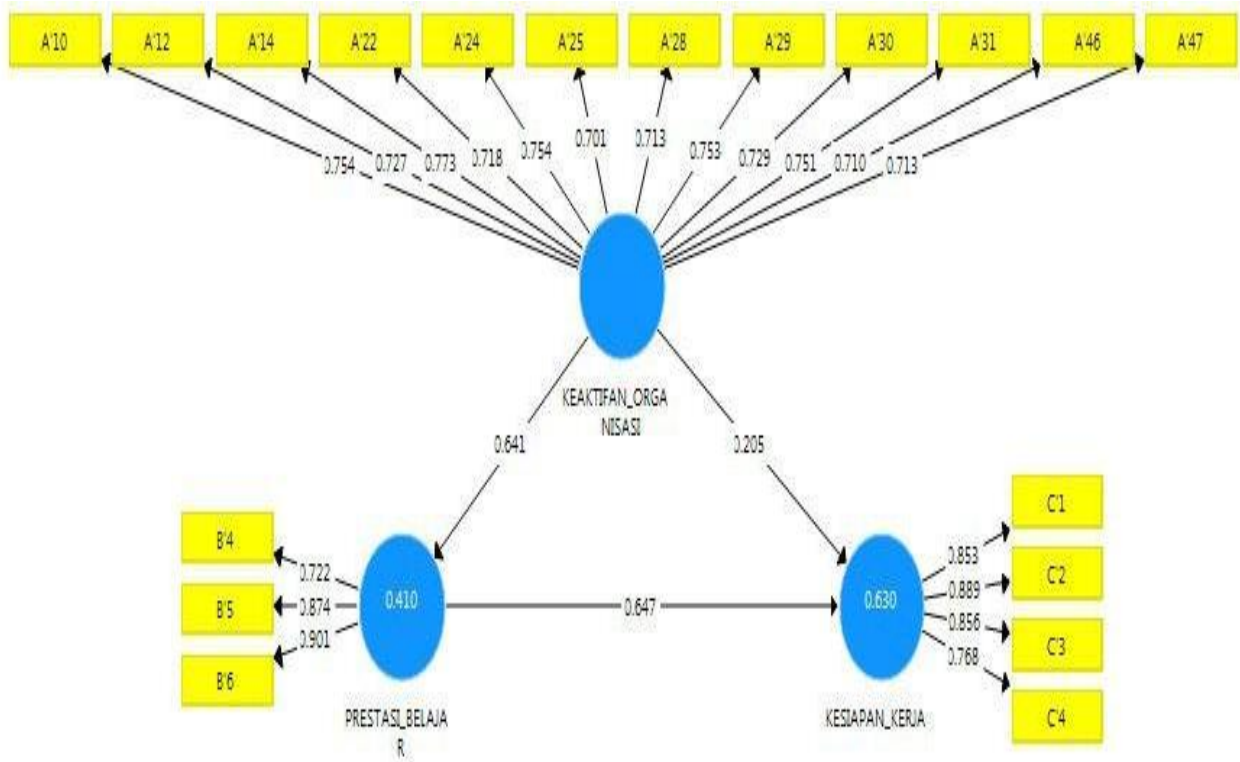 A'10 A'12 A'14 A'22 A'24 A'25 A'28 A'29 A'30 A'31 A'46 A'47
0.754 0.727 0.773 0.718 0.754 0.701 0.713 0.753 0.729 0.751 0.710 0.713
KEAKTIFAN_ORGA
NISASI
0.641 0.205
B'4
B'5
B'6
0.722
0.874
0.901
0.410
PRESTASI_BELAJA
R
0.647
0.630
KESIAPAN_KERJA
0.853
0.889
0.856
0.768
C'1
C'2
C'3
C'4